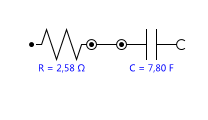 R = 2,58 Ω
C = 7,80 F